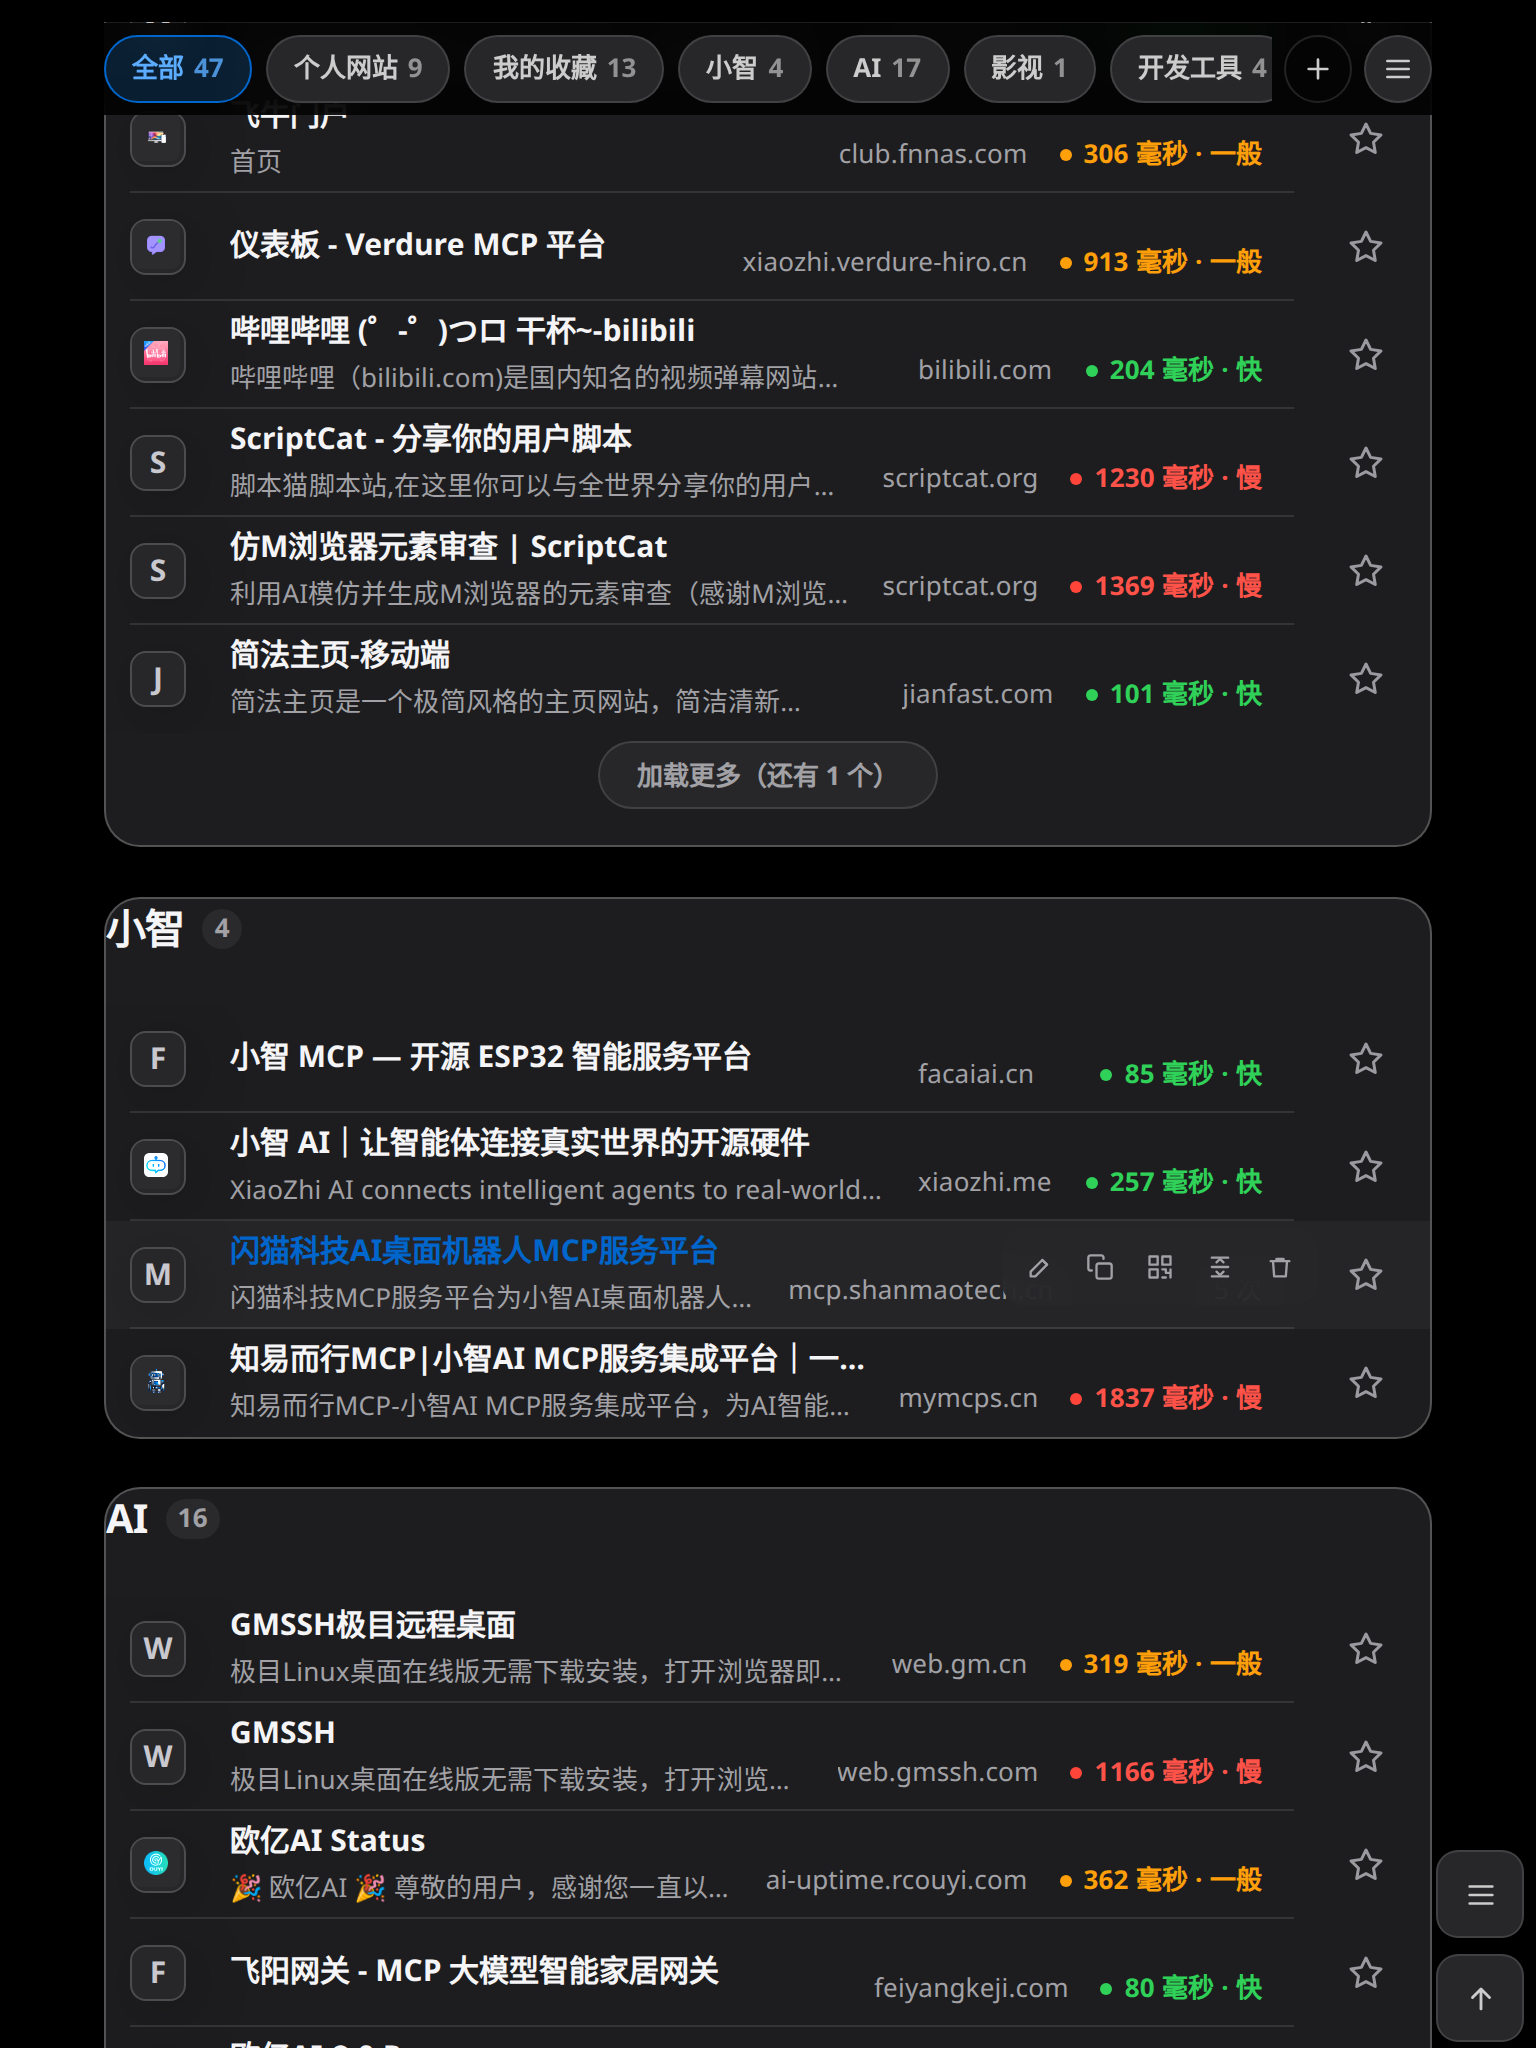 全部 47
个人网站 9
我的收藏 13
小智 4
AI 17
影视 1
开发工具 4
飞牛门户
首页
club.fnnas.com
306 毫秒 · 一般
仪表板 - Verdure MCP 平台
xiaozhi.verdure-hiro.cn
913 毫秒 · 一般
哔哩哔哩 (゜-゜)つロ 干杯~-bilibili
哔哩哔哩（bilibili.com)是国内知名的视频弹幕网站...
bilibili.com
204 毫秒 · 快
S
ScriptCat - 分享你的用户脚本
脚本猫脚本站,在这里你可以与全世界分享你的用户...
scriptcat.org
1230 毫秒 · 慢
S
仿M浏览器元素审查 | ScriptCat
利用AI模仿并生成M浏览器的元素审查（感谢M浏览...
scriptcat.org
1369 毫秒 · 慢
J
简法主页-移动端
简法主页是一个极简风格的主页网站，简洁清新...
jianfast.com
101 毫秒 · 快
加载更多（还有 1 个）
小智 4
F
小智 MCP — 开源 ESP32 智能服务平台
facaiai.cn
85 毫秒 · 快
小智 AI｜让智能体连接真实世界的开源硬件
XiaoZhi AI connects intelligent agents to real-world...
xiaozhi.me
257 毫秒 · 快
M
闪猫科技AI桌面机器人MCP服务平台
闪猫科技MCP服务平台为小智AI桌面机器人...
mcp.shanmaotech.cn
知易而行MCP|小智AI MCP服务集成平台｜一...
知易而行MCP-小智AI MCP服务集成平台，为AI智能...
mymcps.cn
1837 毫秒 · 慢
AI 16
W
GMSSH极目远程桌面
极目Linux桌面在线版无需下载安装，打开浏览器即...
web.gm.cn
319 毫秒 · 一般
W
GMSSH
极目Linux桌面在线版无需下载安装，打开浏览...
web.gmssh.com
1166 毫秒 · 慢
欧亿AI Status
🎉 欧亿AI 🎉 尊敬的用户，感谢您一直以...
ai-uptime.rcouyi.com
362 毫秒 · 一般
F
飞阳网关 - MCP 大模型智能家居网关
feiyangkeji.com
80 毫秒 · 快